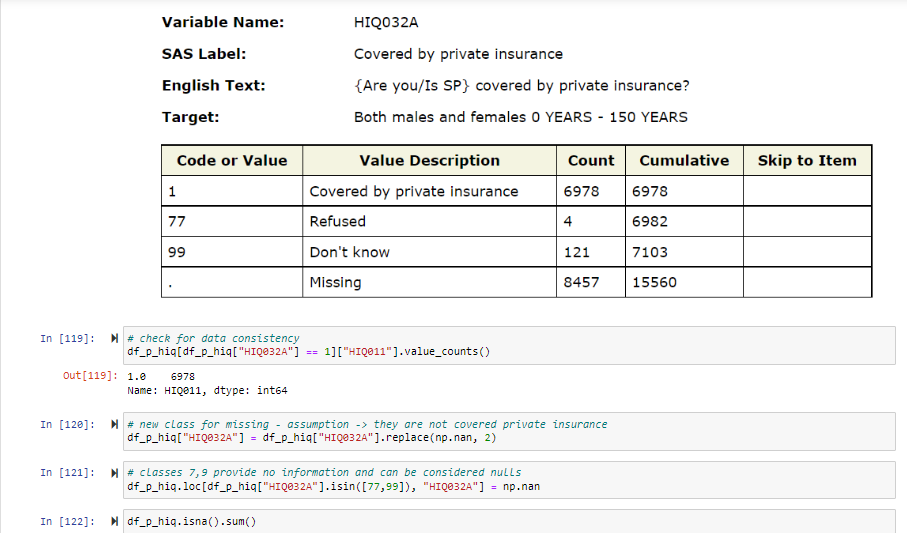 Variable Name: HIQ032A
SAS Label: Covered by private insurance
English Text: {Are you/Is SP} covered by private insurance?
Target: Both males and females 0 YEARS - 150 YEARS
Code or Value Value Description Count Cumulative Skip to Item
1 Covered by private insurance 6978 6978
77 Refused 4 6982
99 Don't know 121 7103
. Missing 8457 15560
In [119]: # check for data consistency
df_p_hiq[df_p_hiq["HIQ032A"] == 1]["HIQ011"].value_counts()
Out[119]: 1.0 6978
Name: HIQ011, dtype: int64
In [120]: # new class for missing - assumption -> they are not covered private insurance
df_p_hiq["HIQ032A"] = df_p_hiq["HIQ032A"].replace(np.nan, 2)
In [121]: # classes 7,9 provide no information and can be considered nulls
df_p_hiq.loc[df_p_hiq["HIQ032A"].isin([77,99]), "HIQ032A"] = np.nan
In [122]: df_p_hiq.isna().sum()